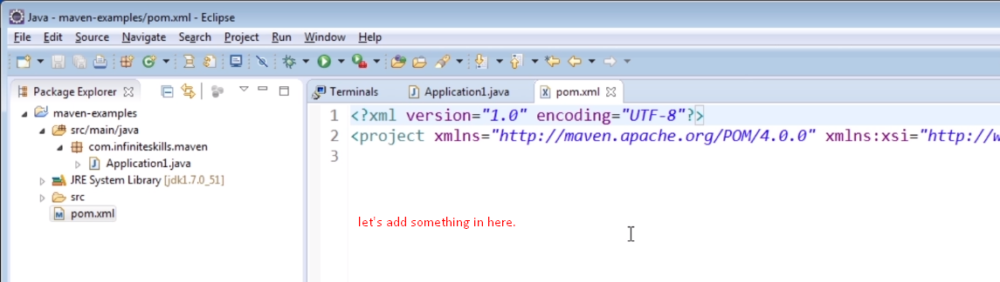 Java - maven-examples/pom.xml - Eclipse
File Edit Source Navigate Search Project Run Window Help
Package Explorer
Terminals Application1.java pom.xml
maven-examples
src/main/java
com.infiniteskills.maven
Application1.java
JRE System Library [jdk1.7.0_51]
src
pom.xml
1 <?xml version="1.0" encoding="UTF-8"?>
2 <project xmlns="http://maven.apache.org/POM/4.0.0" xmlns:xsi="http://w
3
let's add something in here.